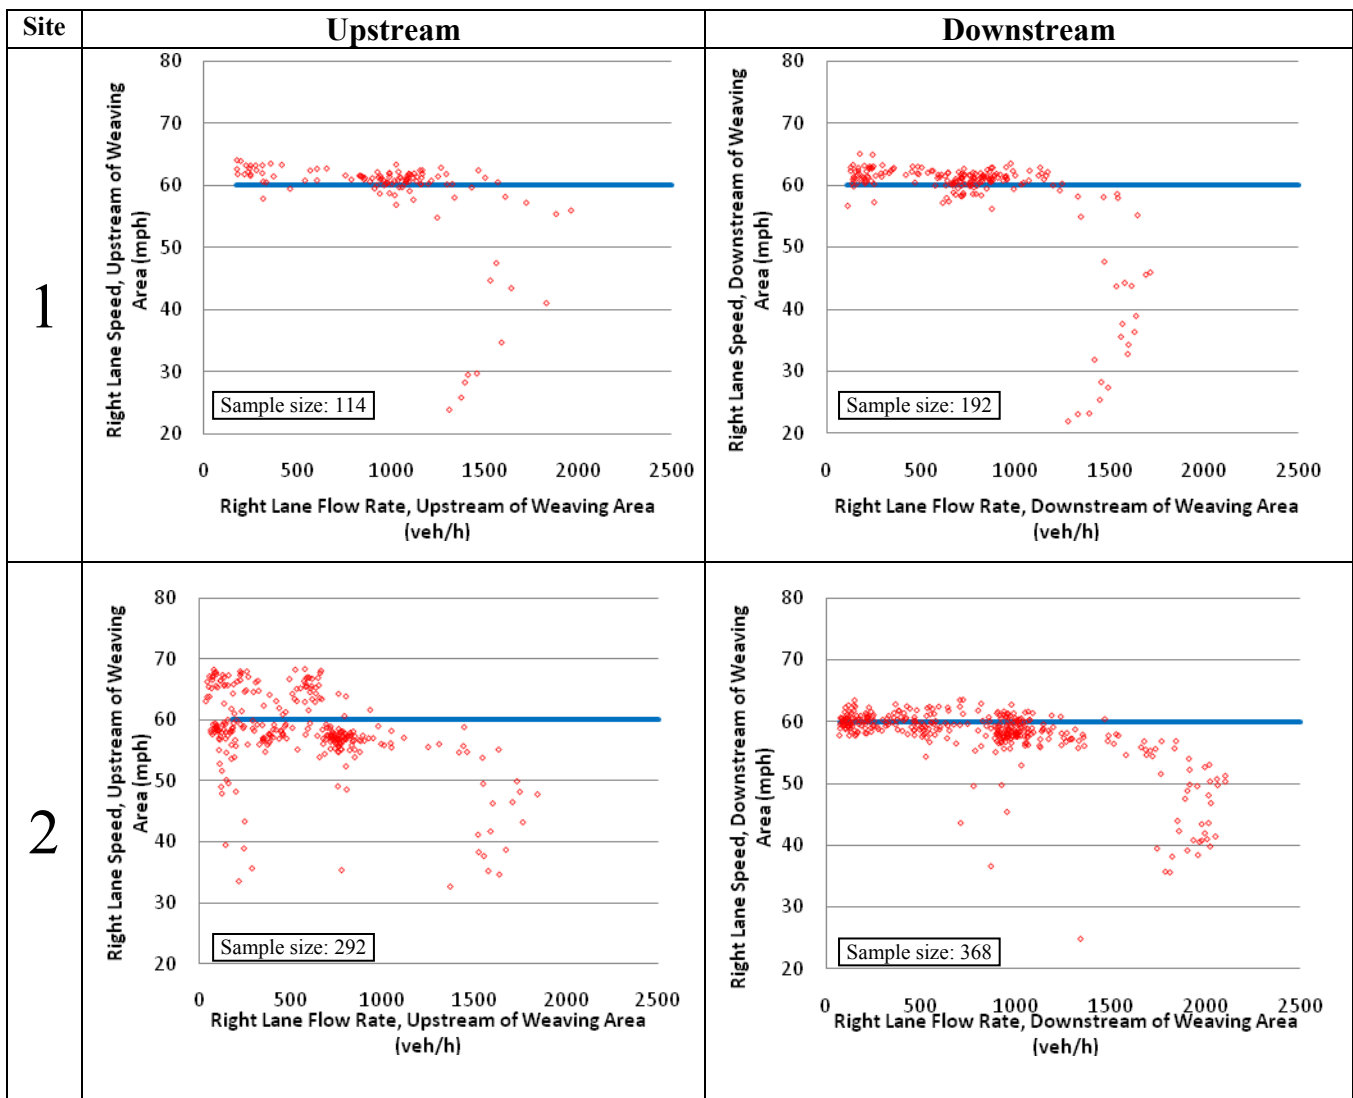 Site Upstream Downstream
1
Right Lane Speed, Upstream of Weaving
Area (mph)
80
70
60
50
40
30
20
Sample size: 114
0 500 1000 1500 2000 2500
Right Lane Flow Rate, Upstream of Weaving Area
(veh/h)
Right Lane Speed, Downstream of Weaving
Area (mph)
80
70
60
50
40
30
20
Sample size: 192
0 500 1000 1500 2000 2500
Right Lane Flow Rate, Downstream of Weaving Area
(veh/h)
2
Right Lane Speed, Upstream of Weaving
Area (mph)
80
70
60
50
40
30
20
Sample size: 292
0 500 1000 1500 2000 2500
Right Lane Flow Rate, Upstream of Weaving Area
(veh/h)
Right Lane Speed, Downstream of Weaving
Area (mph)
80
70
60
50
40
30
20
Sample size: 368
0 500 1000 1500 2000 2500
Right Lane Flow Rate, Downstream of Weaving Area
(veh/h)